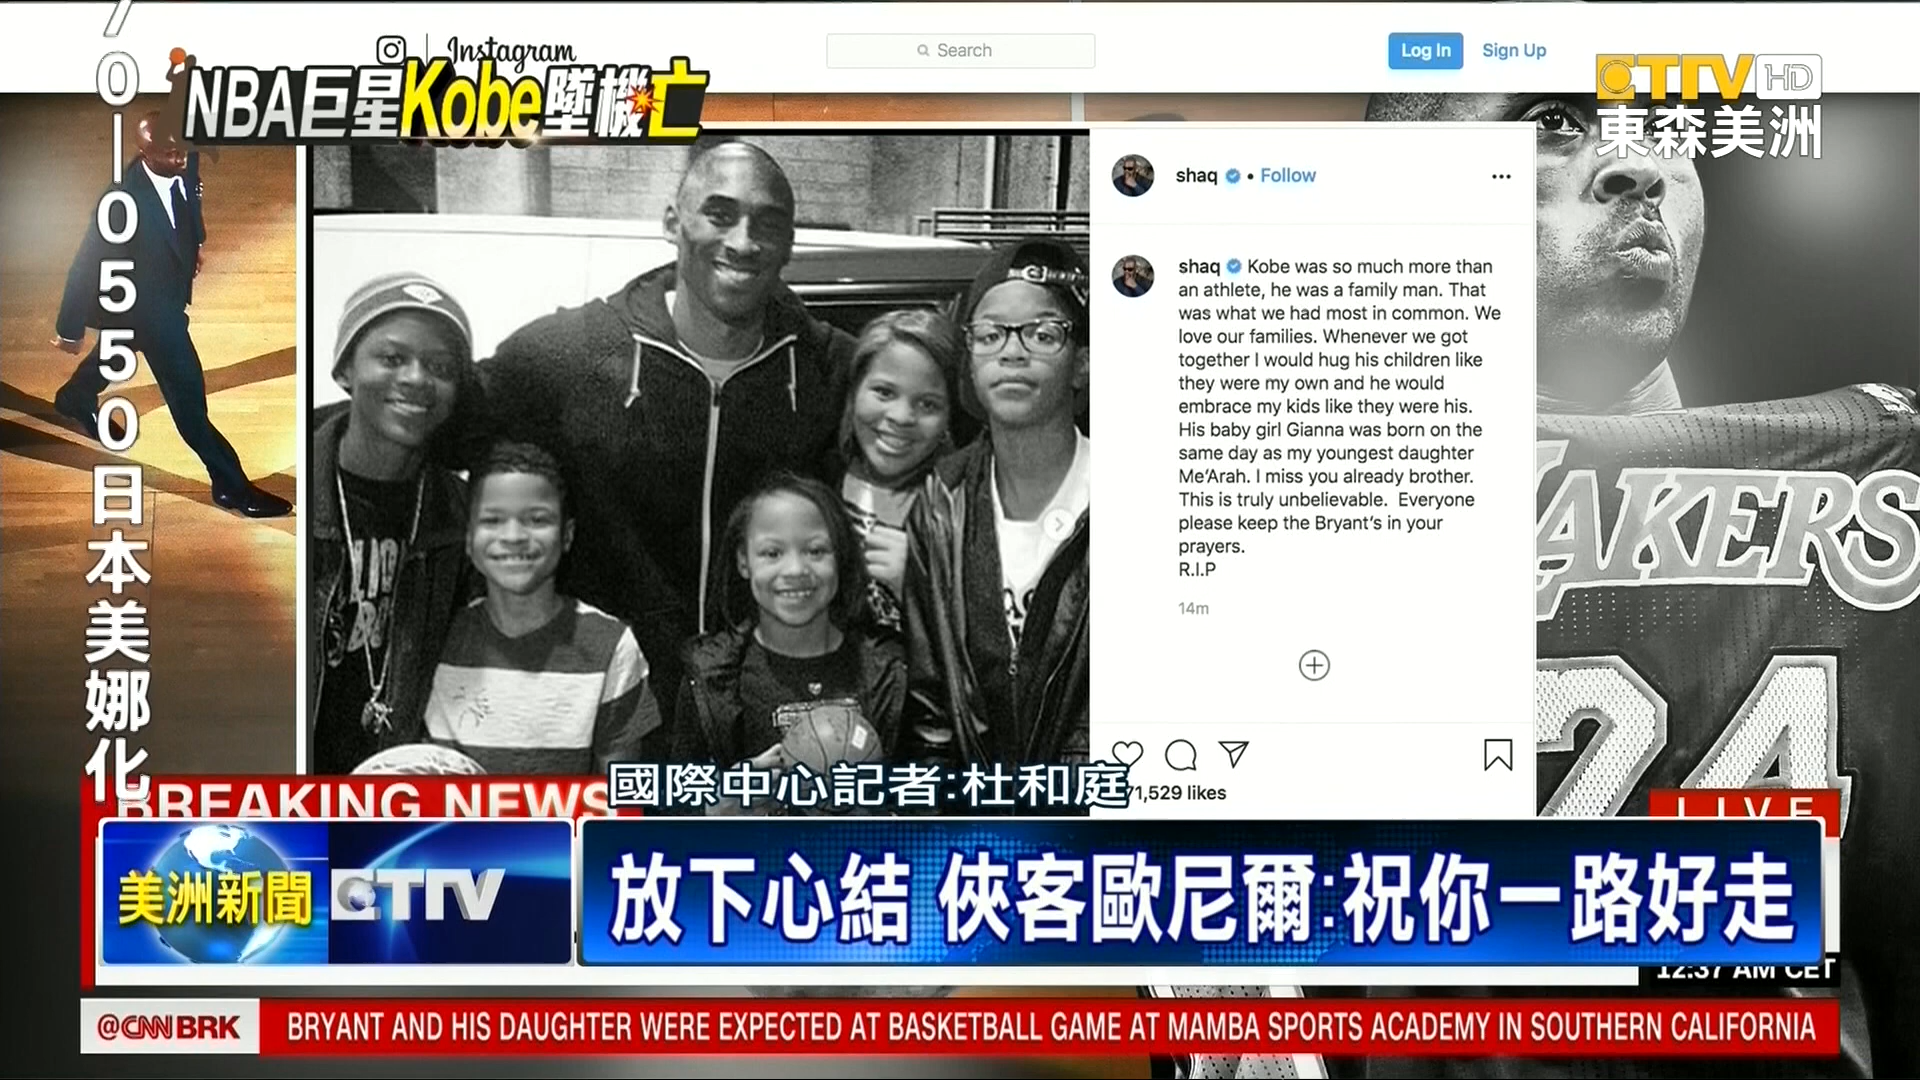 Instagram
Search
Log In
Sign Up
NBA巨星Kobe墜機亡
ETTV HD
東森美洲
0-0550日本美娜化
shaq • Follow
shaq Kobe was so much more than
an athlete, he was a family man. That
was what we had most in common. We
love our families. Whenever we got
together I would hug his children like
they were my own and he would
embrace my kids like they were his.
His baby girl Gianna was born on the
same day as my youngest daughter
Me‘Arah. I miss you already brother.
This is truly unbelievable. Everyone
please keep the Bryant’s in your
prayers.
R.I.P
14m
71,529 likes
AKERS
24
BREAKING NEWS
LIVE
國際中心記者:杜和庭
美洲新聞
ETTV
放下心結 俠客歐尼爾:祝你一路好走
12:37 AM CET
@CNNBRK
BRYANT AND HIS DAUGHTER WERE EXPECTED AT BASKETBALL GAME AT MAMBA SPORTS ACADEMY IN SOUTHERN CALIFORNIA